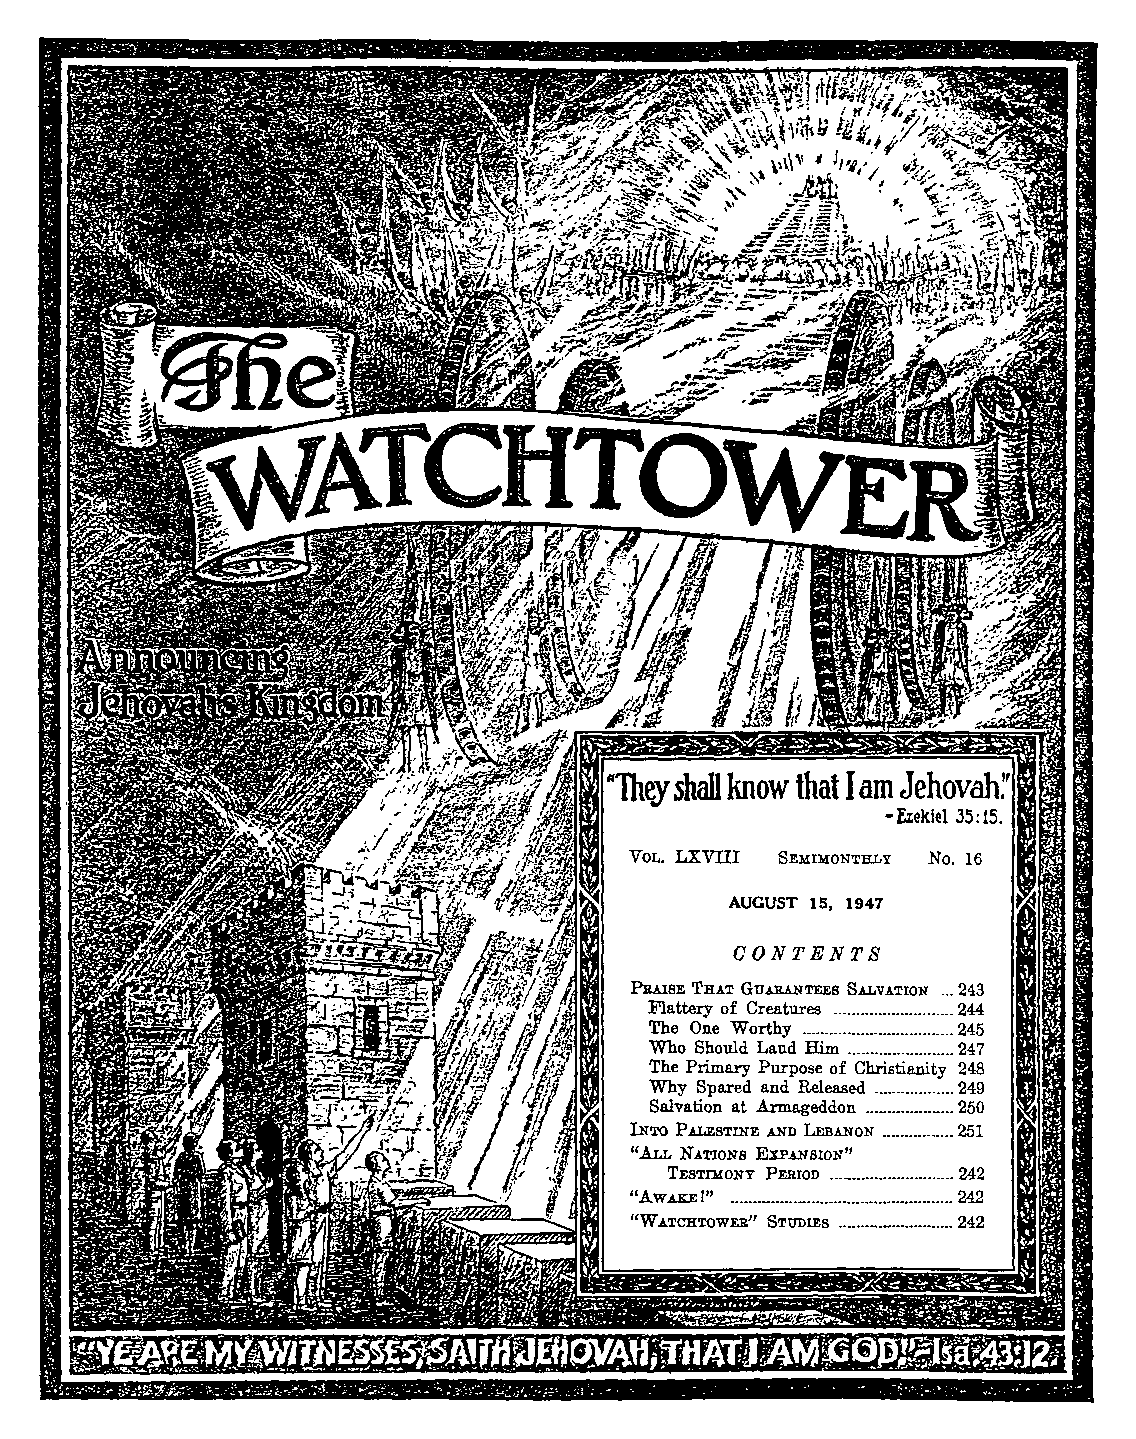 The
WATCHTOWER
Announcing
Jehovah's Kingdom
"They shall know that I am Jehovah."
-Ezekiel 35:15.
VOL. LXVIII SEMIMONTHLY No. 16
AUGUST 15, 1947
CONTENTS
PRAISE THAT GUARANTEES SALVATION ... 243
Flattery of Creatures ........................ 244
The One Worthy ........................ 245
Who Should Laud Him ........................ 247
The Primary Purpose of Christianity 248
Why Spared and Released ................ 249
Salvation at Armageddon .................. 250
INTO PALESTINE AND LEBANON ............... 251
"ALL NATIONS EXPANSION"
TESTIMONY PERIOD ........................ 242
"AWAKE!" ........................ 242
"WATCHTOWER" STUDIES ........................ 242
"YE ARE MY WITNESSES, SAITH JEHOVAH, THAT I AM GOD."-Isa. 43:12.